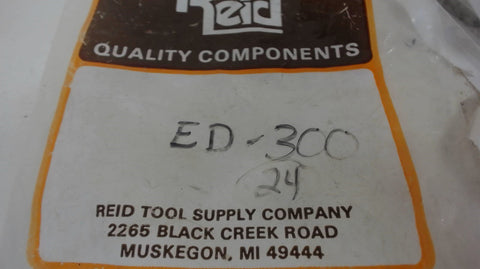 Reid
QUALITY COMPONENTS
ED-300
24
REID TOOL SUPPLY COMPANY
2265 BLACK CREEK ROAD
MUSKEGON, MI 49444